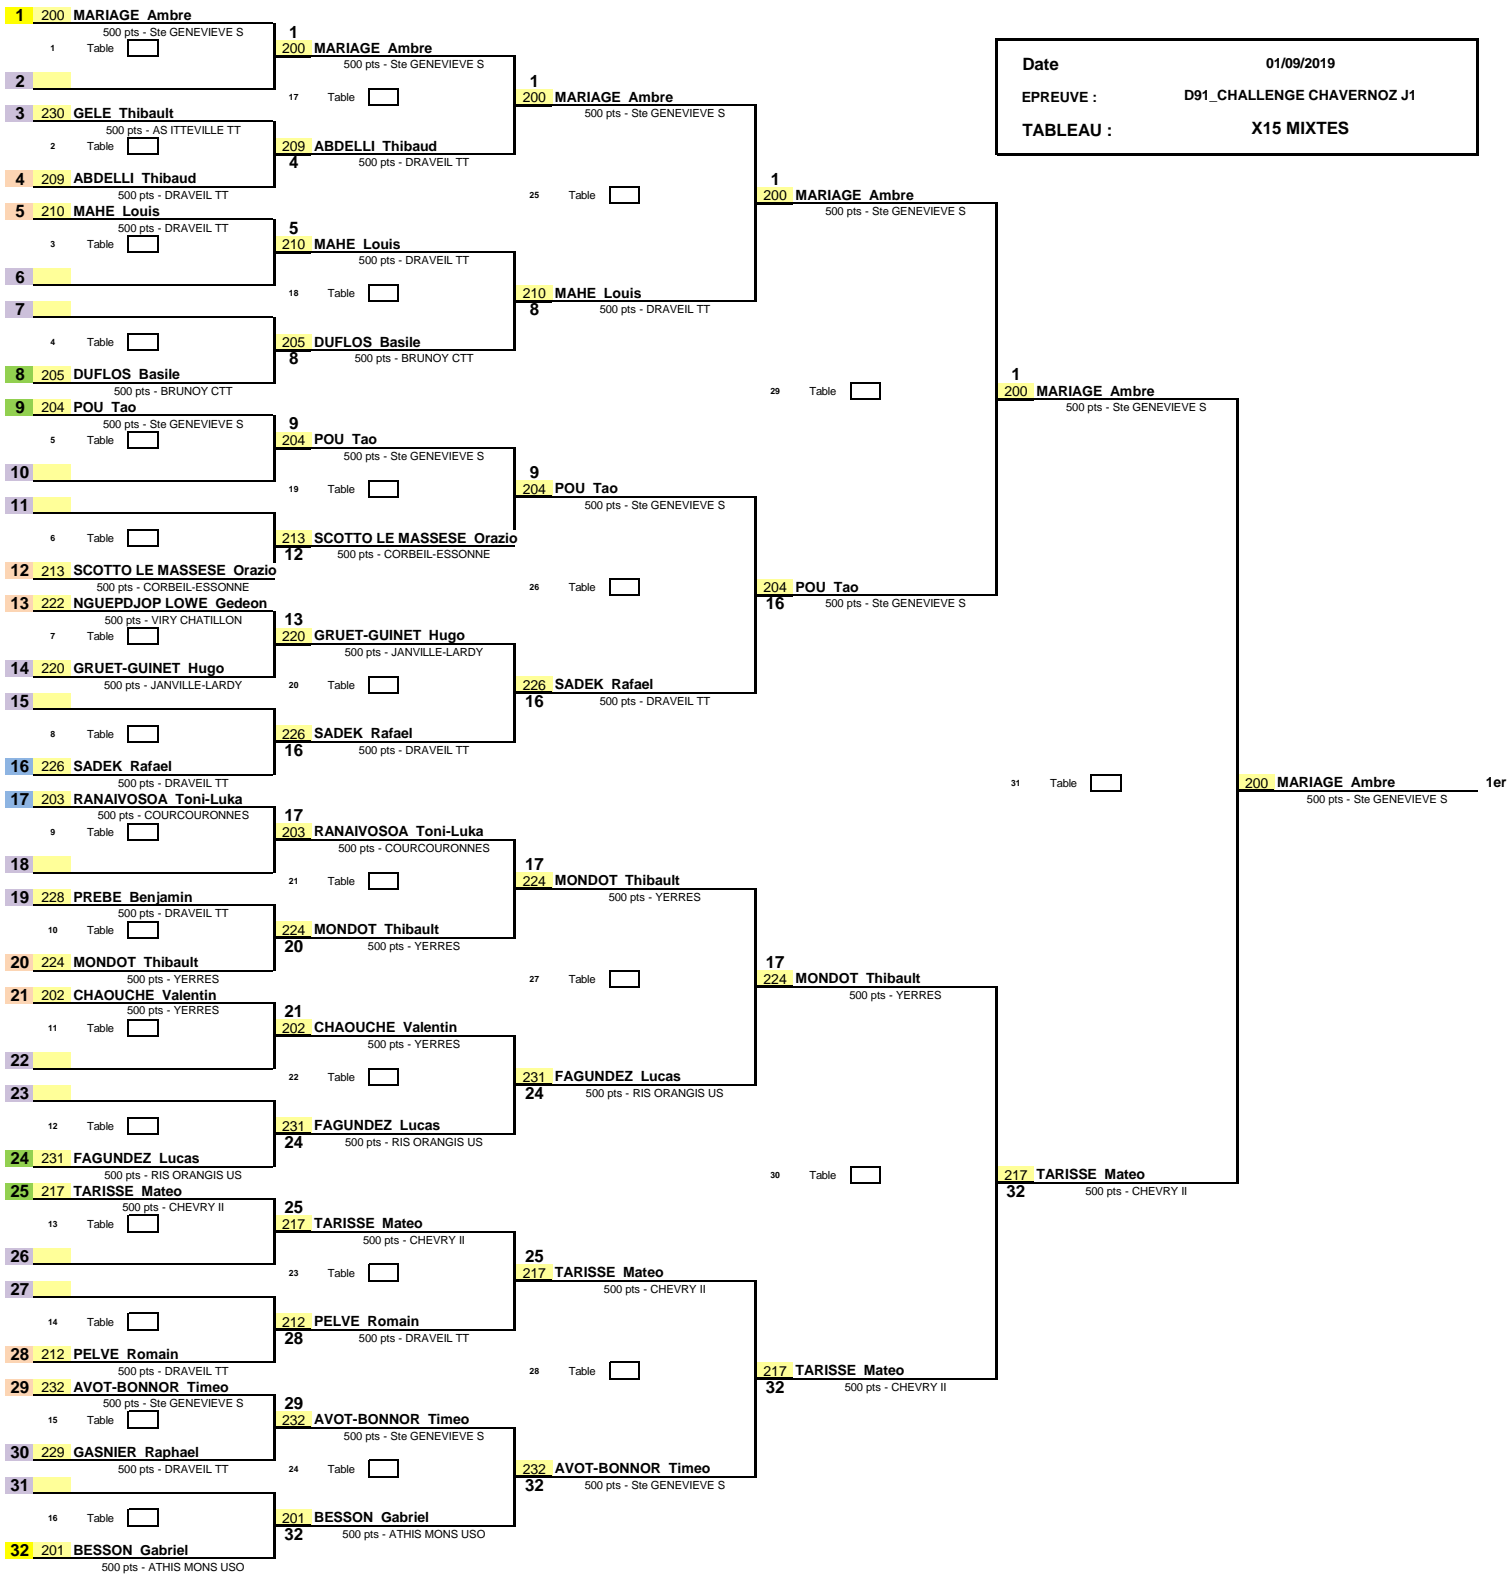 Date 01/09/2019
EPREUVE : D91_CHALLENGE CHAVERNOZ J1
TABLEAU : X15 MIXTES
1 200 MARIAGE Ambre
500 pts - Ste GENEVIEVE S
1 Table
2
3 230 GELE Thibault
500 pts - AS ITTEVILLE TT
2 Table
4 209 ABDELLI Thibaud
500 pts - DRAVEIL TT
5 210 MAHE Louis
500 pts - DRAVEIL TT
3 Table
6
7
4 Table
8 205 DUFLOS Basile
500 pts - BRUNOY CTT
9 204 POU Tao
500 pts - Ste GENEVIEVE S
5 Table
10
11
6 Table
12 213 SCOTTO LE MASSESE Orazio
500 pts - CORBEIL-ESSONNE
13 222 NGUEPDJOP LOWE Gedeon
500 pts - VIRY CHATILLON
7 Table
14 220 GRUET-GUINET Hugo
500 pts - JANVILLE-LARDY
15
8 Table
16 226 SADEK Rafael
500 pts - DRAVEIL TT
17 203 RANAIVOSOA Toni-Luka
500 pts - COURCOURONNES
9 Table
18
19 228 PREBE Benjamin
500 pts - DRAVEIL TT
10 Table
20 224 MONDOT Thibault
500 pts - YERRES
21 202 CHAOUCHE Valentin
500 pts - YERRES
11 Table
22
23
12 Table
24 231 FAGUNDEZ Lucas
500 pts - RIS ORANGIS US
25 217 TARISSE Mateo
500 pts - CHEVRY II
13 Table
26
27
14 Table
28 212 PELVE Romain
500 pts - DRAVEIL TT
29 232 AVOT-BONNOR Timeo
500 pts - Ste GENEVIEVE S
15 Table
30 229 GASNIER Raphael
500 pts - DRAVEIL TT
31
16 Table
32 201 BESSON Gabriel
500 pts - ATHIS MONS USO
1
200 MARIAGE Ambre
500 pts - Ste GENEVIEVE S
17 Table
209 ABDELLI Thibaud
4 500 pts - DRAVEIL TT
5
210 MAHE Louis
500 pts - DRAVEIL TT
18 Table
205 DUFLOS Basile
8 500 pts - BRUNOY CTT
9
204 POU Tao
500 pts - Ste GENEVIEVE S
19 Table
213 SCOTTO LE MASSESE Orazio
12 500 pts - CORBEIL-ESSONNE
13
220 GRUET-GUINET Hugo
500 pts - JANVILLE-LARDY
20 Table
226 SADEK Rafael
16 500 pts - DRAVEIL TT
17
203 RANAIVOSOA Toni-Luka
500 pts - COURCOURONNES
21 Table
224 MONDOT Thibault
20 500 pts - YERRES
21
202 CHAOUCHE Valentin
500 pts - YERRES
22 Table
231 FAGUNDEZ Lucas
24 500 pts - RIS ORANGIS US
25
217 TARISSE Mateo
500 pts - CHEVRY II
23 Table
212 PELVE Romain
28 500 pts - DRAVEIL TT
29
232 AVOT-BONNOR Timeo
500 pts - Ste GENEVIEVE S
24 Table
201 BESSON Gabriel
32 500 pts - ATHIS MONS USO
1
200 MARIAGE Ambre
500 pts - Ste GENEVIEVE S
25 Table
210 MAHE Louis
8 500 pts - DRAVEIL TT
9
204 POU Tao
500 pts - Ste GENEVIEVE S
26 Table
226 SADEK Rafael
16 500 pts - DRAVEIL TT
17
224 MONDOT Thibault
500 pts - YERRES
27 Table
231 FAGUNDEZ Lucas
24 500 pts - RIS ORANGIS US
25
217 TARISSE Mateo
500 pts - CHEVRY II
28 Table
232 AVOT-BONNOR Timeo
32 500 pts - Ste GENEVIEVE S
1
200 MARIAGE Ambre
500 pts - Ste GENEVIEVE S
29 Table
204 POU Tao
16 500 pts - Ste GENEVIEVE S
17
224 MONDOT Thibault
500 pts - YERRES
30 Table
217 TARISSE Mateo
32 500 pts - CHEVRY II
1
200 MARIAGE Ambre
500 pts - Ste GENEVIEVE S
31 Table
217 TARISSE Mateo
32 500 pts - CHEVRY II
200 MARIAGE Ambre 1er
500 pts - Ste GENEVIEVE S